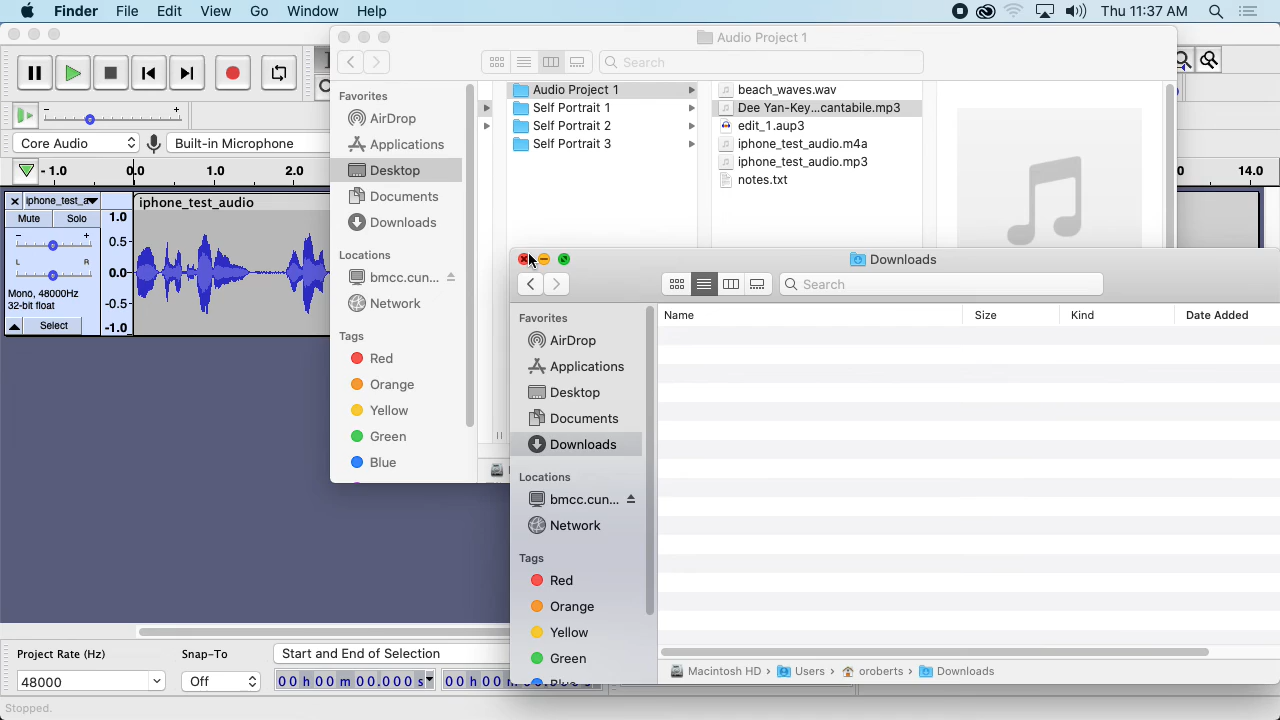 Finder File Edit View Go Window Help Thu 11:37 AM
Audio Project 1
Search
Favorites
AirDrop
Applications
Desktop
Documents
Downloads
Locations
bmcc.cun...
Network
Tags
Red
Orange
Yellow
Green
Blue
Audio Project 1
Self Portrait 1
Self Portrait 2
Self Portrait 3
beach_waves.wav
Dee Yan-Key...cantabile.mp3
edit_1.aup3
iphone_test_audio.m4a
iphone_test_audio.mp3
notes.txt
Core Audio
Built-in Microphone
- 1.0 0.0 1.0 2.0 14.0
iphone_test_a
Mute Solo
- +
L R
Mono, 48000Hz
32-bit float
Select
1.0
0.5-
0.0-
-0.5-
-1.0
iphone_test_audio
Downloads
Search
Favorites
AirDrop
Applications
Desktop
Documents
Downloads
Locations
bmcc.cun...
Network
Tags
Red
Orange
Yellow
Green
Name Size Kind Date Added
Macintosh HD › Users › oroberts › Downloads
Project Rate (Hz) Snap-To Start and End of Selection
48000 Off 00 h 00 m 00.000 s
Stopped.